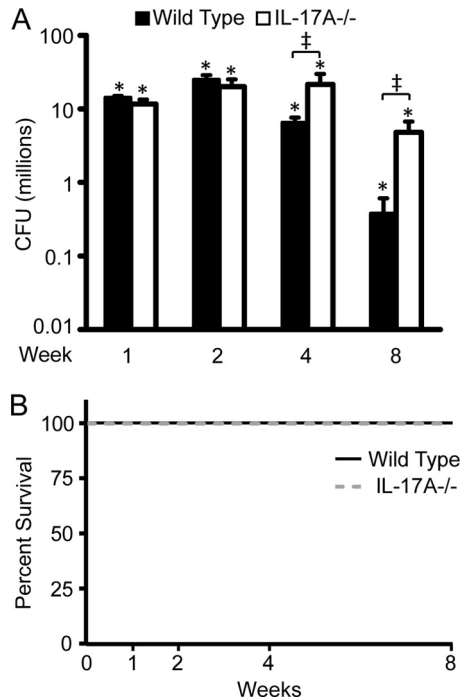 A
Wild Type IL-17A-/-
CFU (millions)
100
10
1
0.1
0.01
* * * * * ‡ * * ‡ *
Week 1 2 4 8
B
Percent Survival
100
75
50
25
0
Wild Type
IL-17A-/-
0 1 2 4 8
Weeks